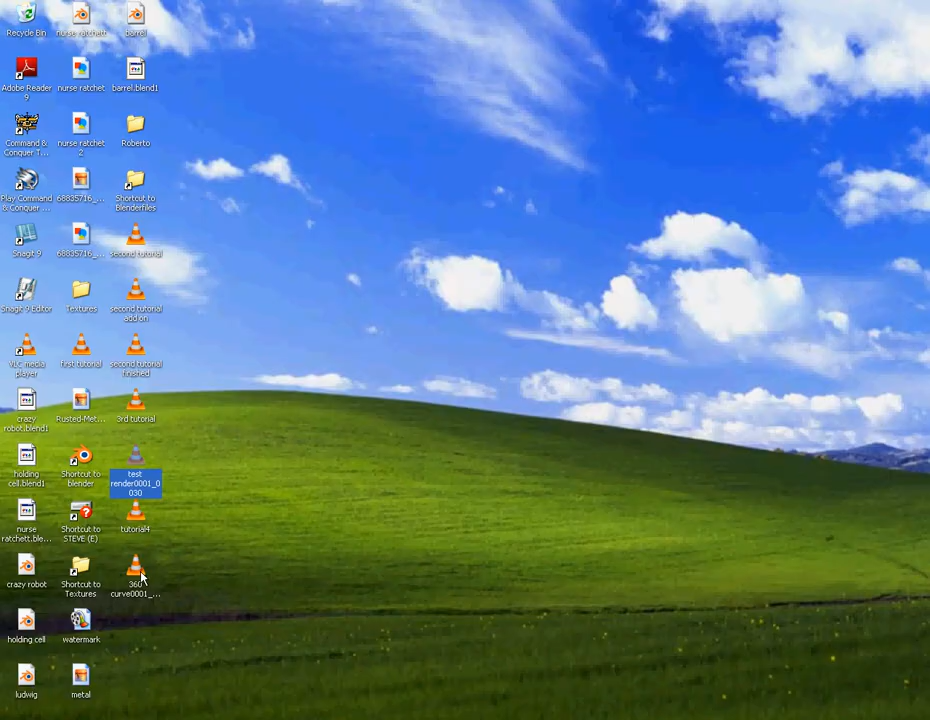 Recycle Bin
nurse ratchett
barrel
Adobe Reader
9
nurse ratchet
barrel.blend1
Command &
Conquer T...
nurse ratchet
2
Roberto
Play Command
& Conquer ...
68835716_...
Shortcut to
Blenderfiles
Snagit 9
68835716_...
second tutorial
Snagit 9 Editor
Textures
second tutorial
add on
VLC media
player
first tutorial
second tutorial
finished
crazy
robot.blend1
Rusted-Met...
3rd tutorial
holding
cell.blend1
Shortcut to
blender
test
render0001_0
030
nurse
ratchett.ble...
Shortcut to
STEVE (E)
tutorial4
crazy robot
Shortcut to
Textures
360
curve0001_...
holding cell
watermark
ludwig
metal